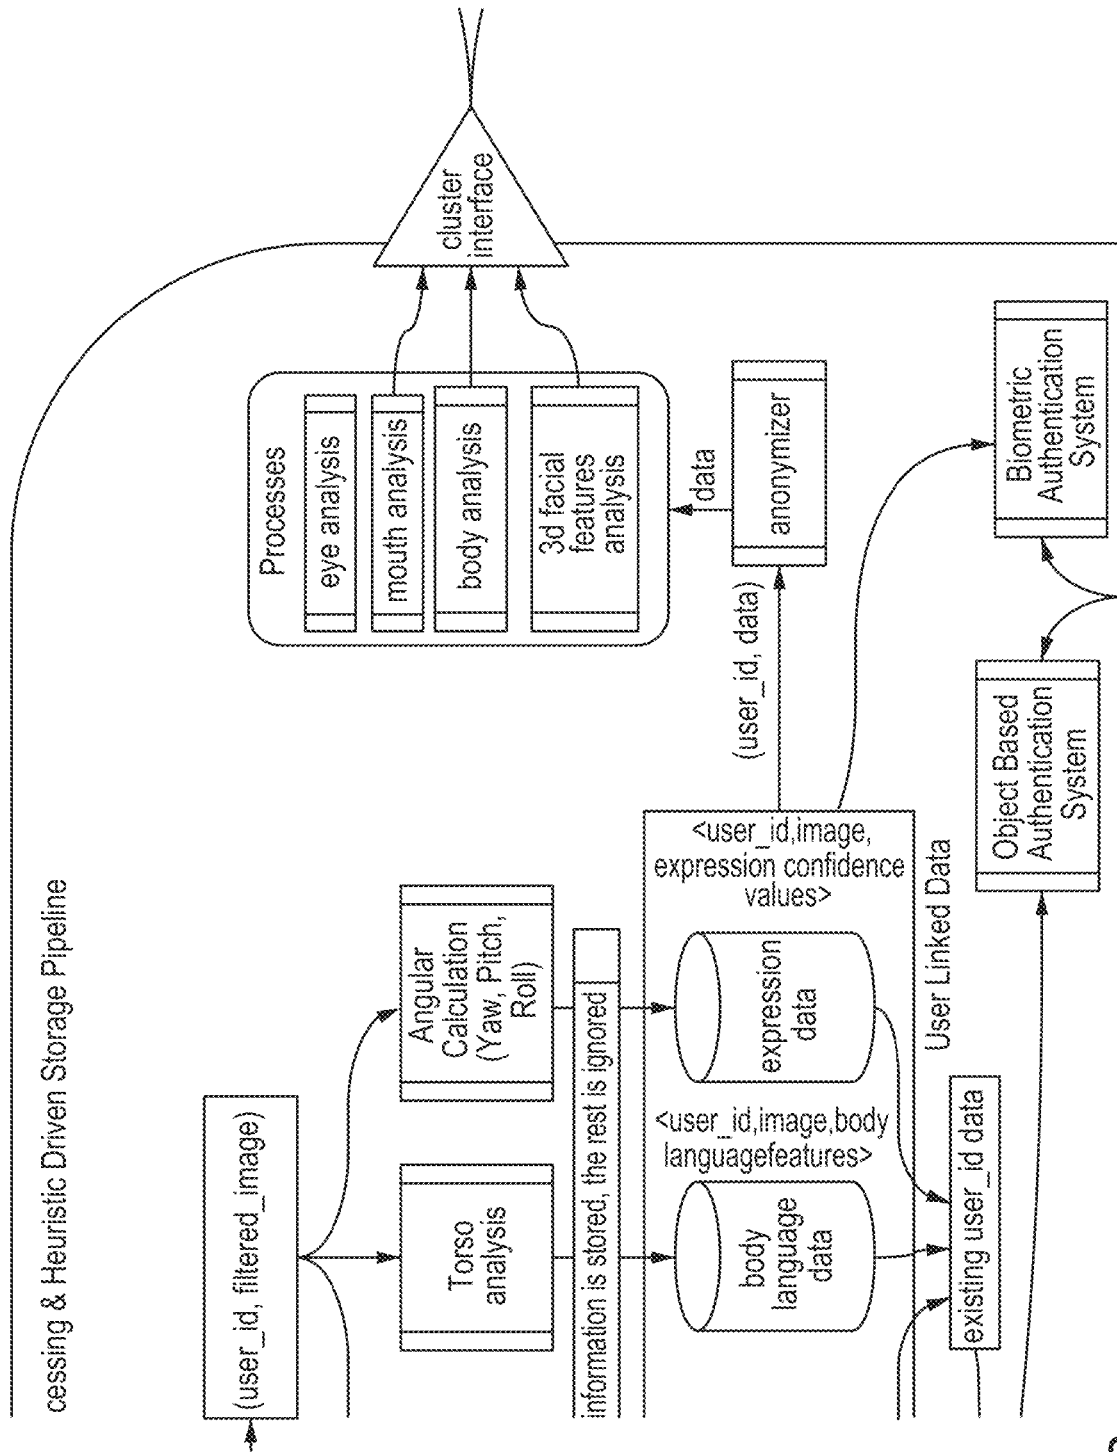 cessing & Heuristic Driven Storage Pipeline
(user_id, filtered_image)
Torso
analysis
Angular
Calculation
(Yaw, Pitch,
Roll)
information is stored, the rest is ignored
<user_id,image,body
languagefeatures>
body
language
data
<user_id,image,
expression confidence
values>
expression
data
User Linked Data
existing user_id data
(user_id, data)
anonymizer
data
Processes
eye analysis
mouth analysis
body analysis
3d facial
features
analysis
cluster
interface
Object Based
Authentication
System
Biometric
Authentication
System